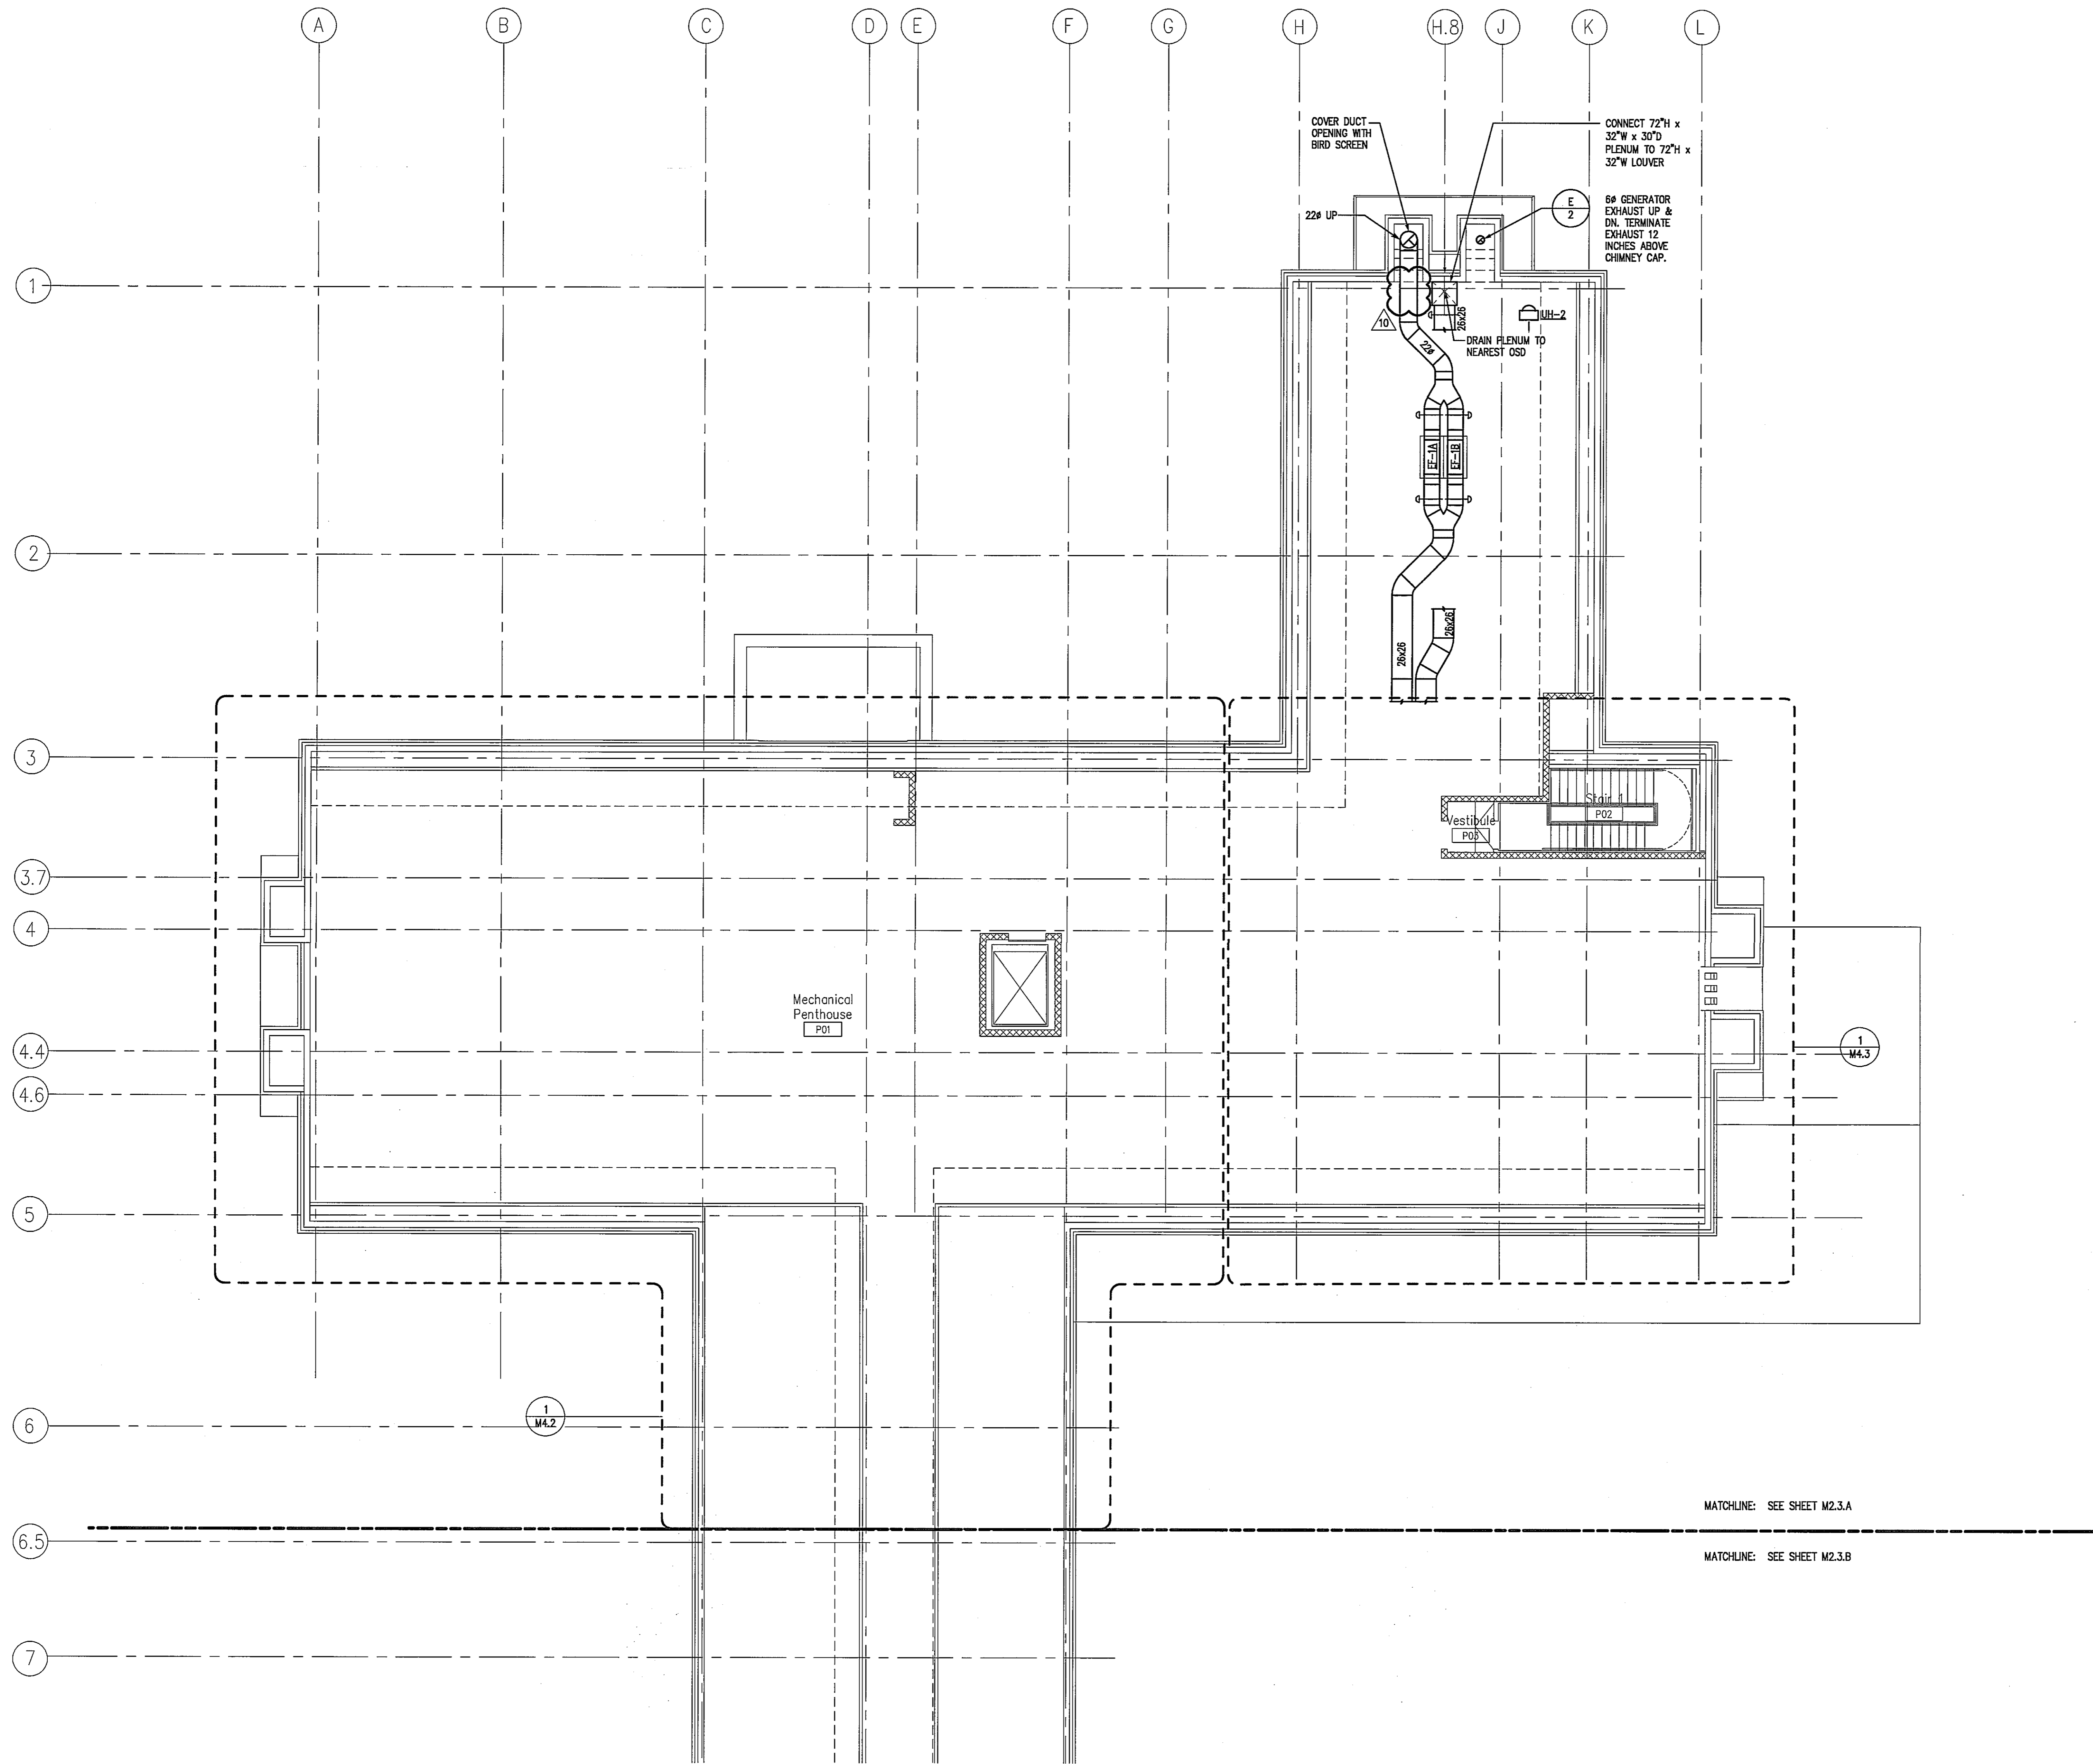 A
B
C
D
E
F
G
H
H.8
J
K
L
COVER DUCT
OPENING WITH
BIRD SCREEN
CONNECT 72"H x
32"W x 30"D
PLENUM TO 72"H x
32"W LOUVER
22ø UP
E
2
6ø GENERATOR
EXHAUST UP &
DN. TERMINATE
EXHAUST 12
INCHES ABOVE
CHIMNEY CAP.
1
10
26x26
UH-2
DRAIN PLENUM TO
NEAREST OSD
22ø
EF-1A
EF-1B
2
26x26
26x26
3
Stair 1
P02
Vestibule
P03
3.7
4
Mechanical
Penthouse
P01
4.4
1
M4.3
4.6
5
6
1
M4.2
MATCHLINE: SEE SHEET M2.3.A
6.5
MATCHLINE: SEE SHEET M2.3.B
7